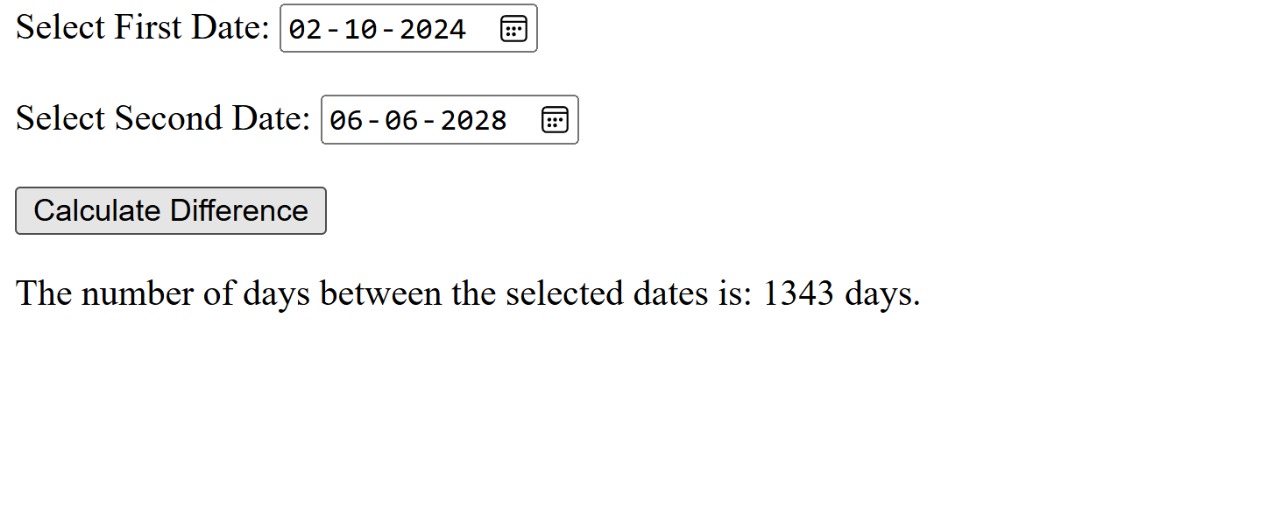 Select First Date: 02-10-2024
Select Second Date: 06-06-2028
Calculate Difference
The number of days between the selected dates is: 1343 days.